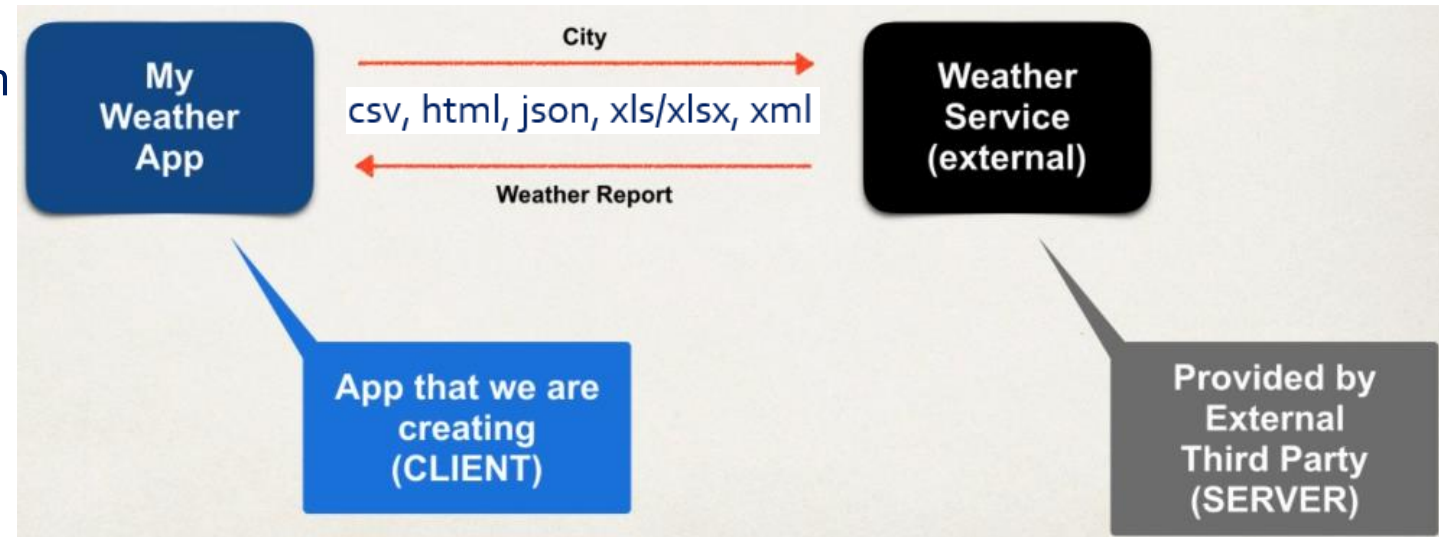 n
My
Weather
App
City
csv, html, json, xls/xlsx, xml
Weather Report
Weather
Service
(external)
App that we are
creating
(CLIENT)
Provided by
External
Third Party
(SERVER)